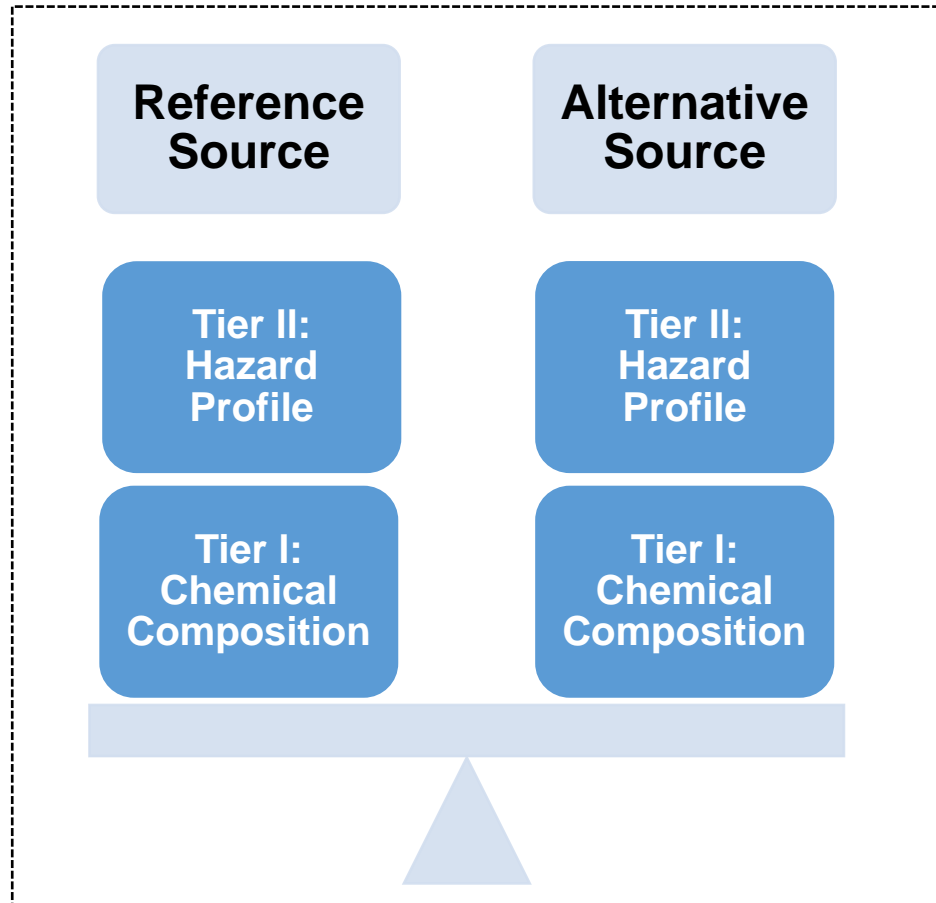 Reference
Source
Alternative
Source
Tier II:
Hazard
Profile
Tier II:
Hazard
Profile
Tier I:
Chemical
Composition
Tier I:
Chemical
Composition